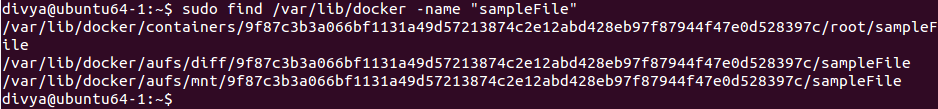 divya@ubuntu64-1:~$ sudo find /var/lib/docker -name "sampleFile"
/var/lib/docker/containers/9f87c3b3a066bf1131a49d57213874c2e12abd428eb97f87944f47e0d528397c/root/sampleF
ile
/var/lib/docker/aufs/diff/9f87c3b3a066bf1131a49d57213874c2e12abd428eb97f87944f47e0d528397c/sampleFile
/var/lib/docker/aufs/mnt/9f87c3b3a066bf1131a49d57213874c2e12abd428eb97f87944f47e0d528397c/sampleFile
divya@ubuntu64-1:~$